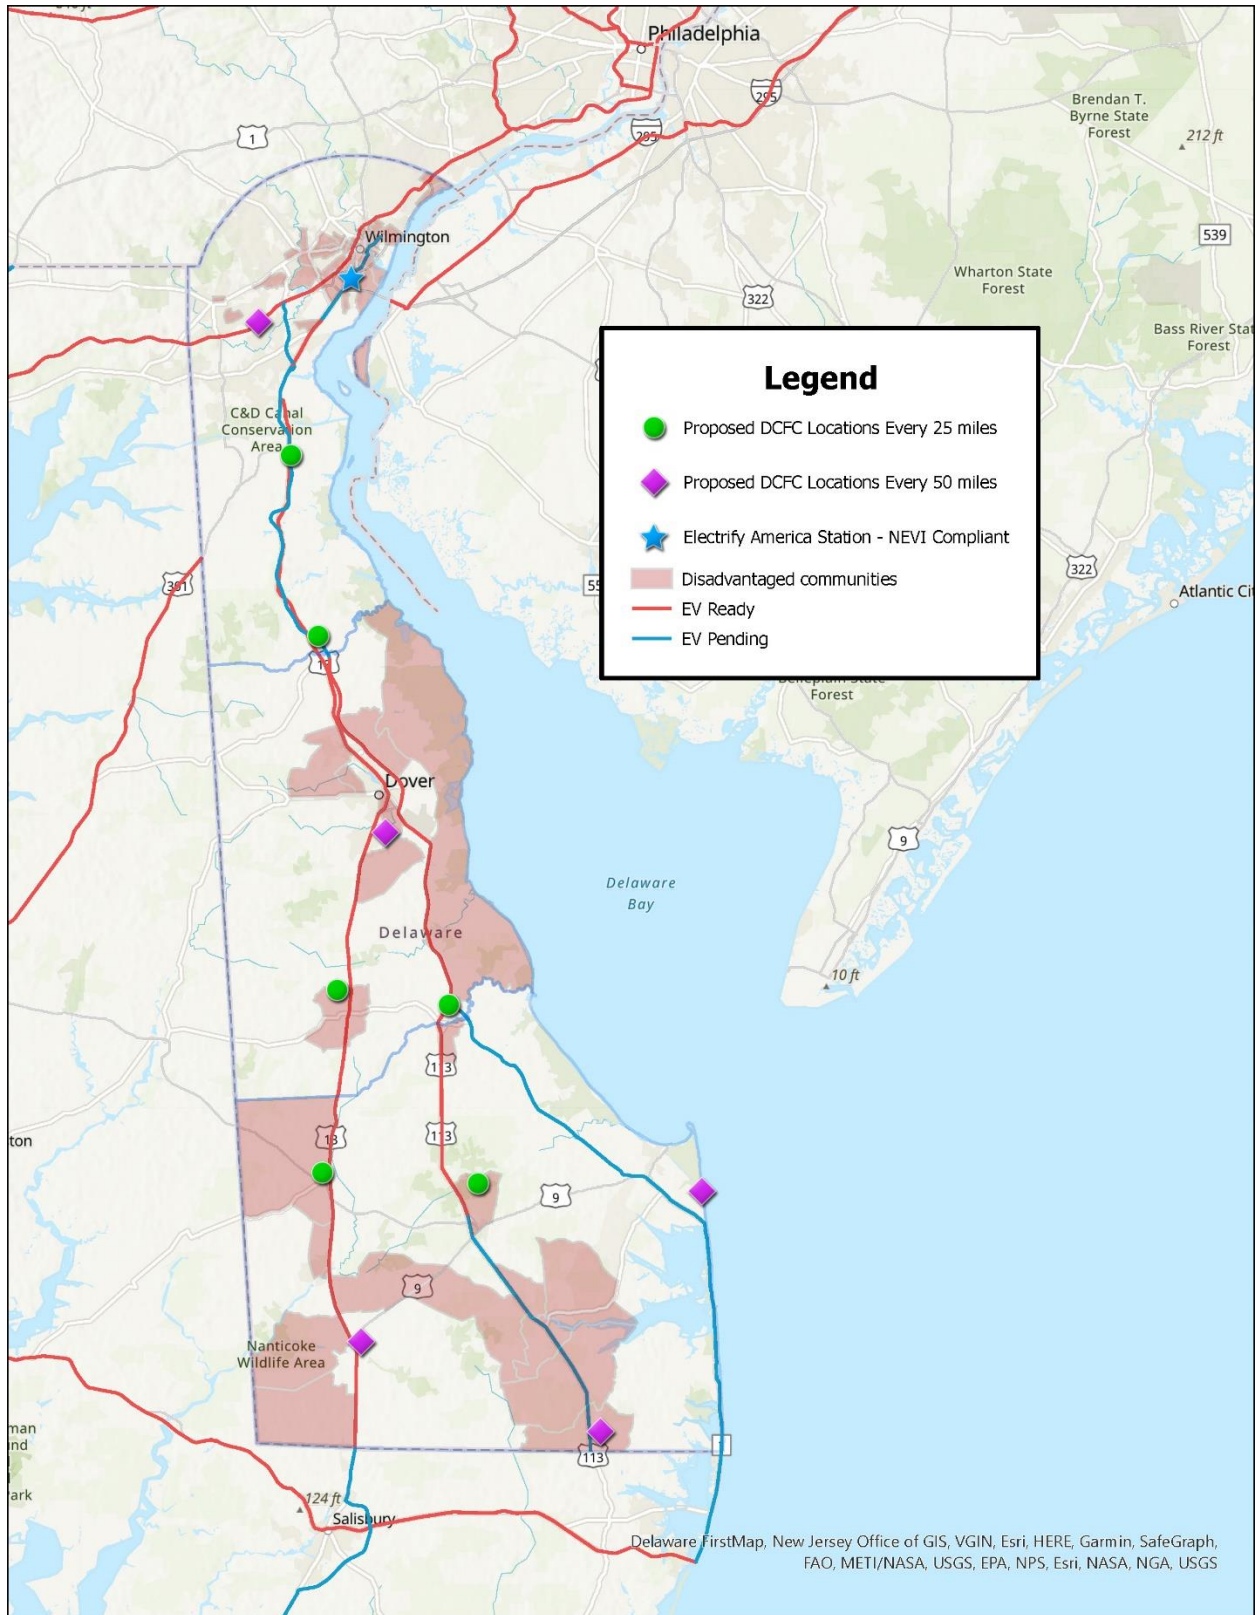 Philadelphia
295
295
Brendan T.
Byrne State
Forest
212 ft
1
539
Wilmington
Wharton State
Forest
322
Bass River Stat
Forest
Legend
Proposed DCFC Locations Every 25 miles
Proposed DCFC Locations Every 50 miles
Electrify America Station - NEVI Compliant
Disadvantaged communities
EV Ready
EV Pending
C&D Canal
Conservation
Area
55
322
Atlantic Cit
301
Forest
Dover
9
Delaware
Bay
Delaware
10 ft
113
113
ton
13
9
9
Nanticoke
Wildlife Area
man
113
124 ft
Salisbury
Delaware FirstMap, New Jersey Office of GIS, VGIN, Esri, HERE, Garmin, SafeGraph,
FAO, METI/NASA, USGS, EPA, NPS, Esri, NASA, NGA, USGS